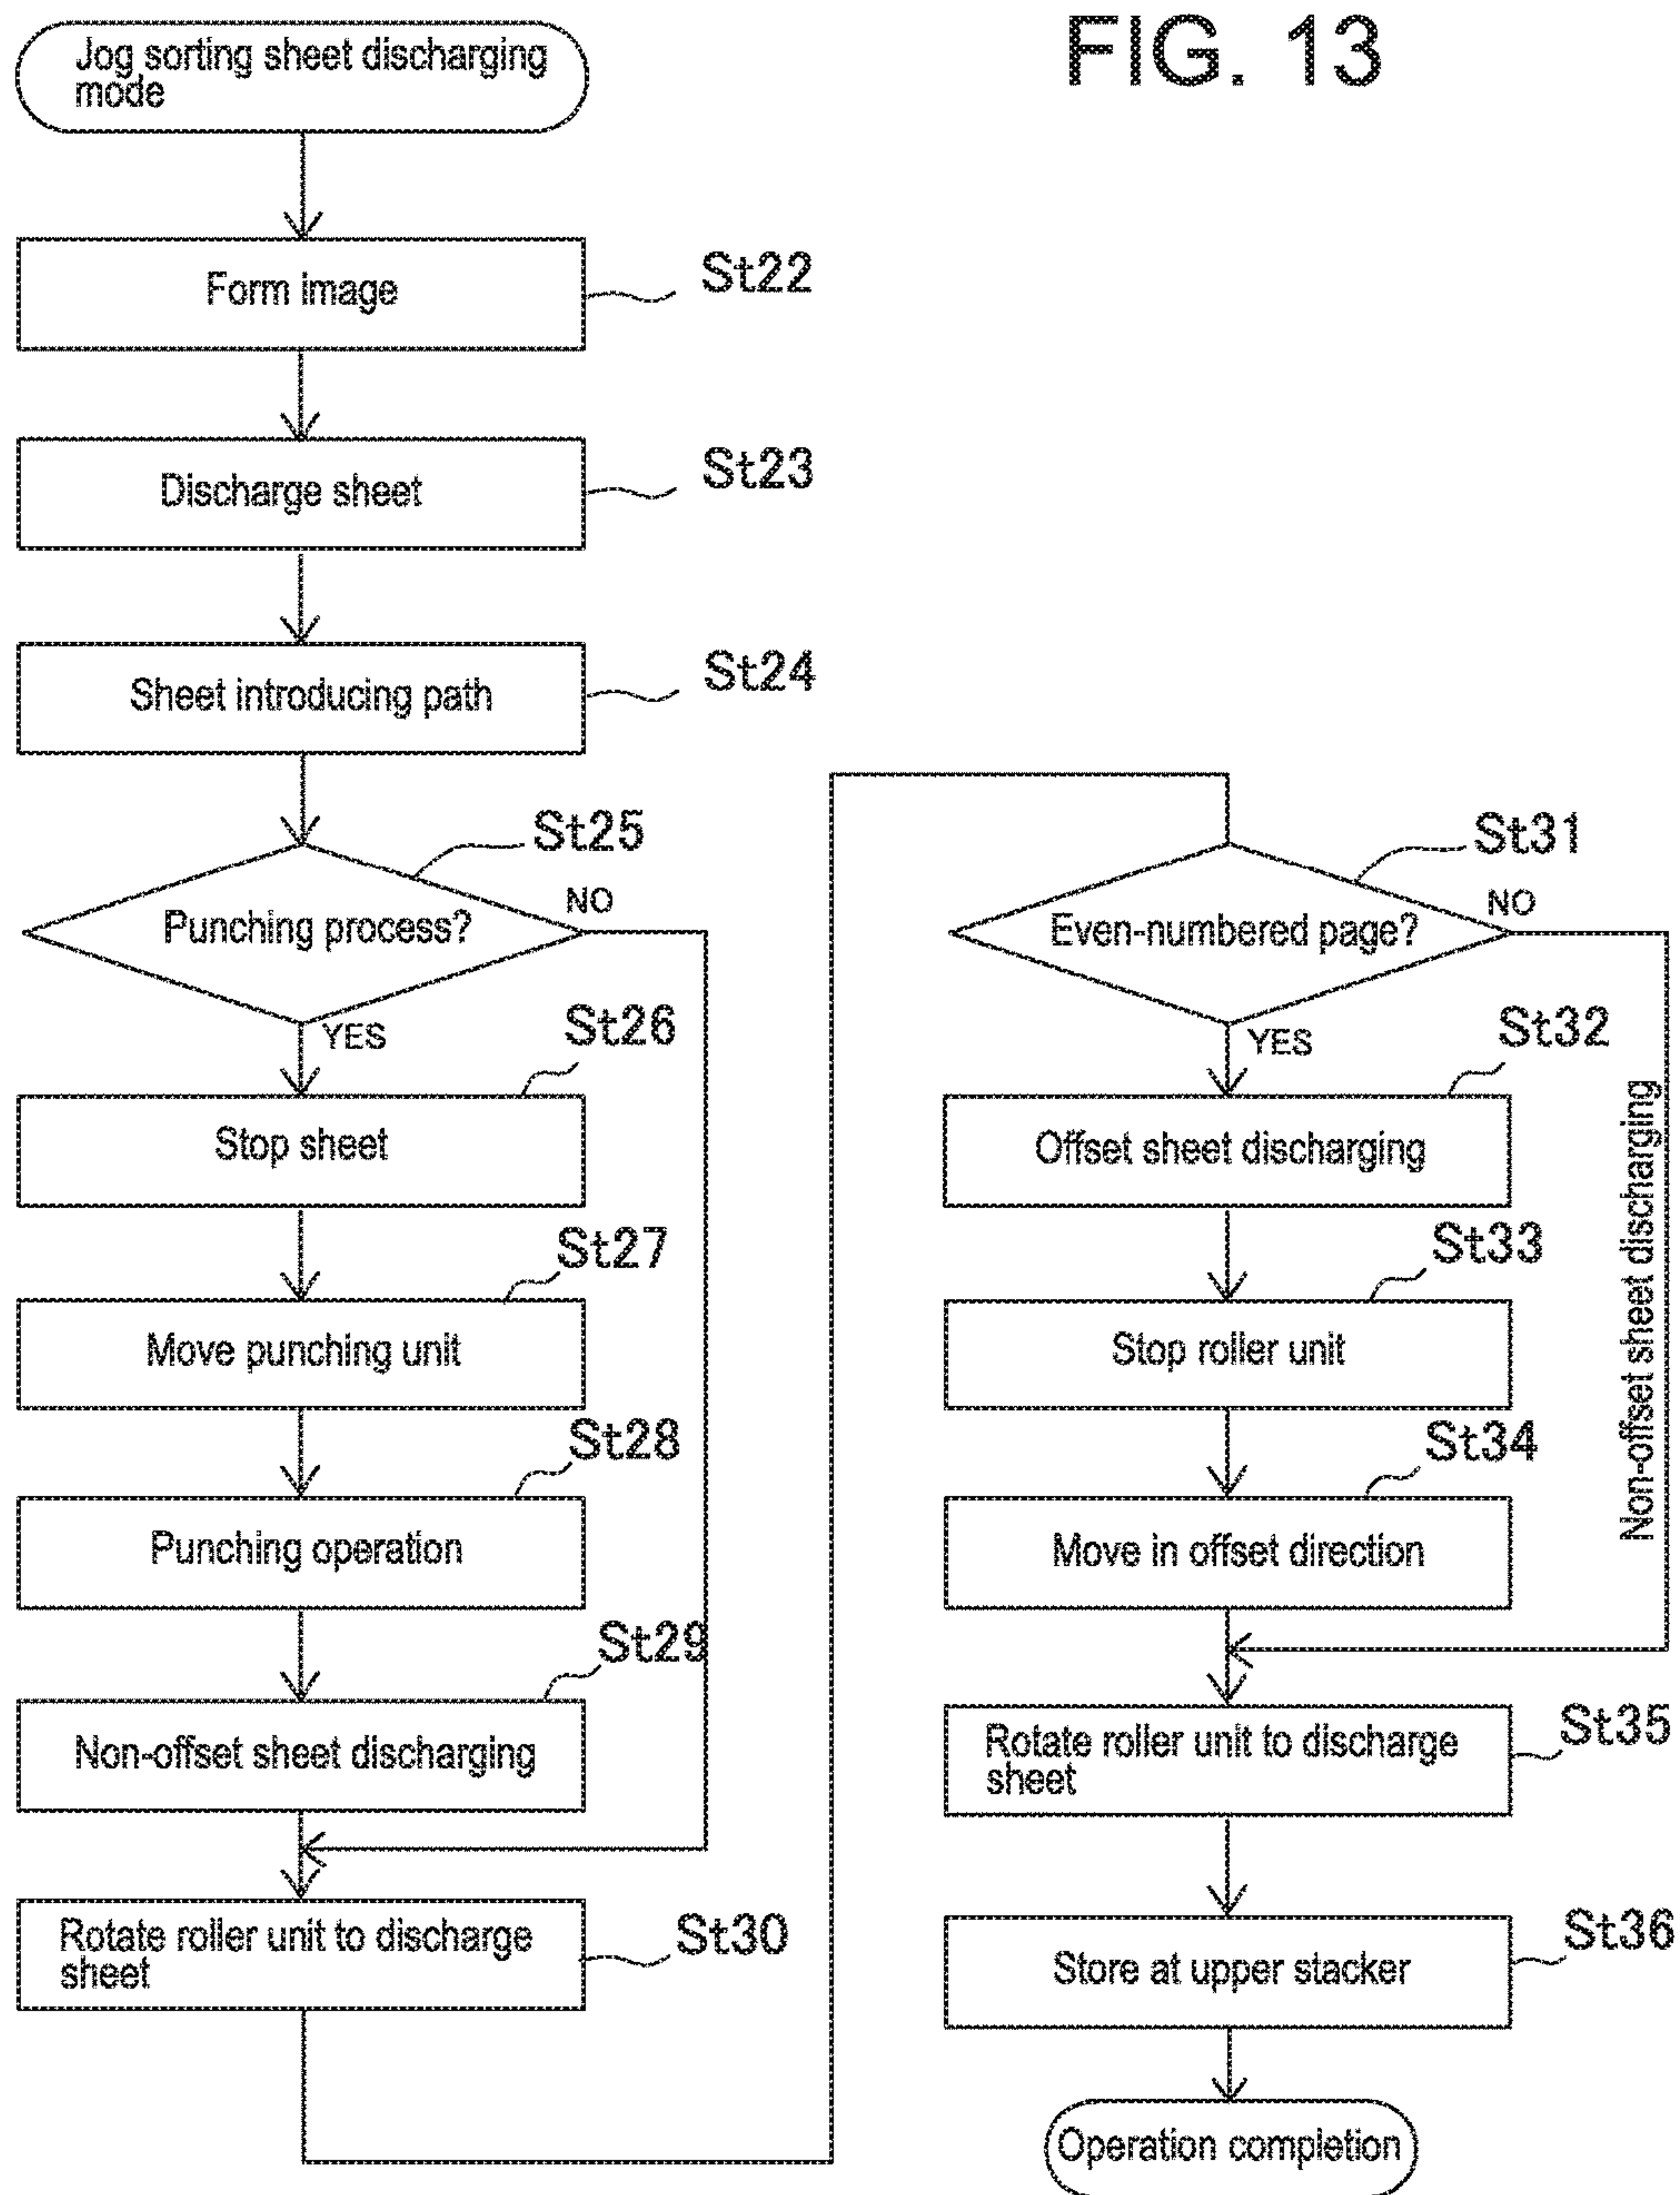 FIG. 13
Jog sorting sheet discharging
mode
Form image
St22
Discharge sheet
St23
Sheet introducing path
St24
St25
Punching process?
NO
YES
St26
Stop sheet
St27
Move punching unit
St28
Punching operation
St29
Non-offset sheet discharging
Rotate roller unit to discharge
sheet
St30
St31
Even-numbered page?
NO
YES
St32
Offset sheet discharging
Non-offset sheet discharging
St33
Stop roller unit
St34
Move in offset direction
Rotate roller unit to discharge
sheet
St35
Store at upper stacker
St36
Operation completion